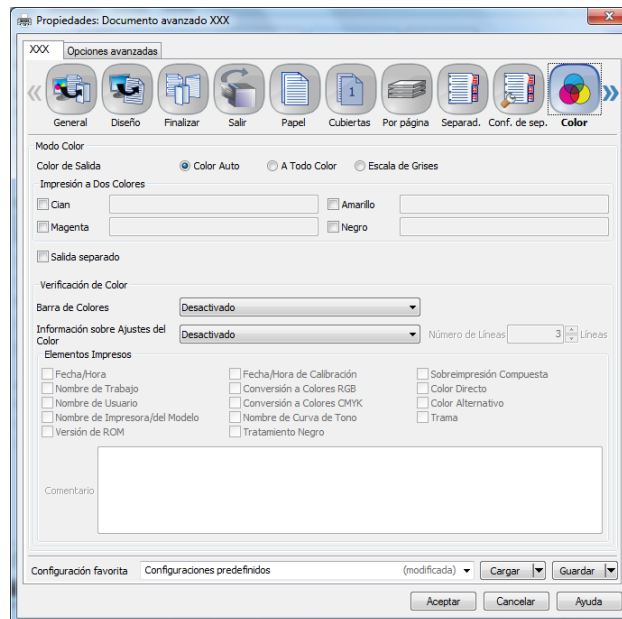 Propiedades: Documento avanzado XXX
XXX Opciones avanzadas
General Diseño Finalizar Salir Papel Cubiertas Por página Separad. Conf. de sep. Color
Modo Color
Color de Salida Color Auto A Todo Color Escala de Grises
Impresión a Dos Colores
Cian Amarillo
Magenta Negro
Salida separado
Verificación de Color
Barra de Colores Desactivado
Información sobre Ajustes del
Color Desactivado Número de Líneas 3 Líneas
Elementos Impresos
Fecha/Hora Fecha/Hora de Calibración Sobreimpresión Compuesta
Nombre de Trabajo Conversión a Colores RGB Color Directo
Nombre de Usuario Conversión a Colores CMYK Color Alternativo
Nombre de Impresora/del Modelo Nombre de Curva de Tono Trama
Versión de ROM Tratamiento Negro
Comentario
Configuración favorita Configuraciones predefinidos (modificada) Cargar Guardar
Aceptar Cancelar Ayuda